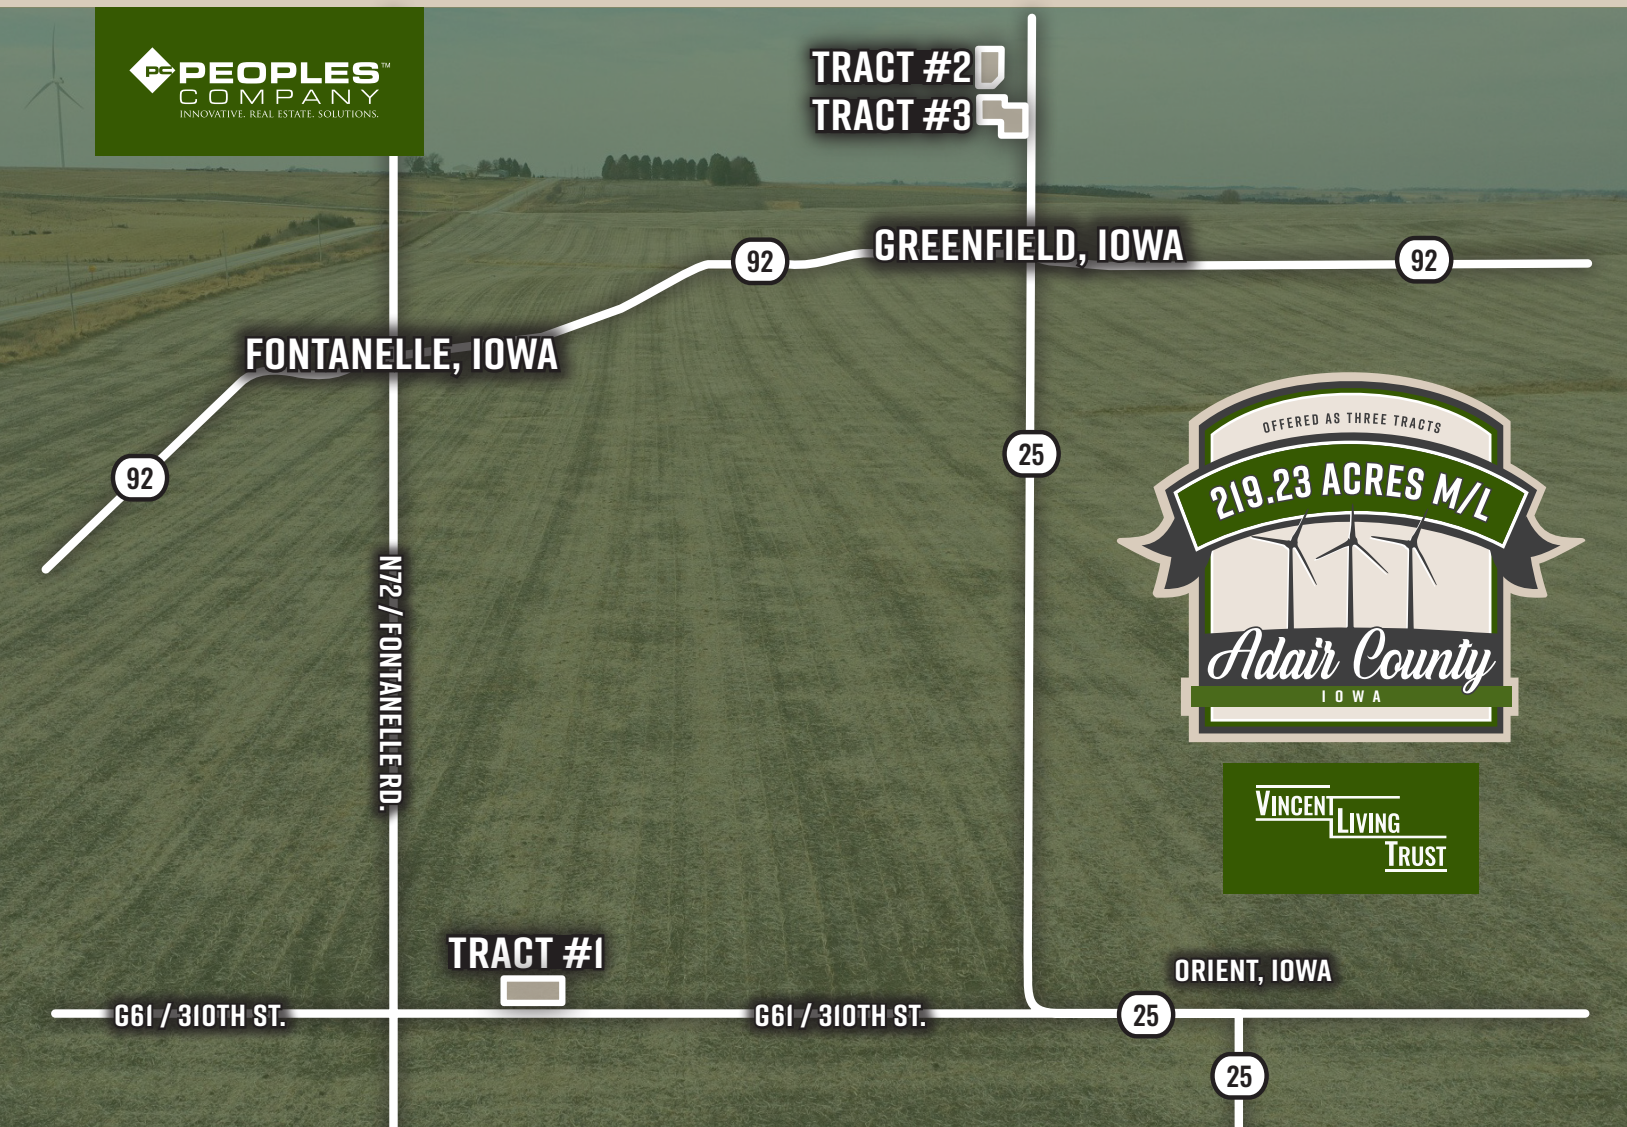 PC PEOPLES™
COMPANY
INNOVATIVE. REAL ESTATE. SOLUTIONS.
TRACT #2
TRACT #3
92
GREENFIELD, IOWA
92
FONTANELLE, IOWA
92
25
OFFERED AS THREE TRACTS
219.23 ACRES M/L
Adair County
IOWA
N72 / FONTANELLE RD.
VINCENT
LIVING
TRUST
TRACT #1
ORIENT, IOWA
G61 / 310TH ST.
G61 / 310TH ST.
25
25